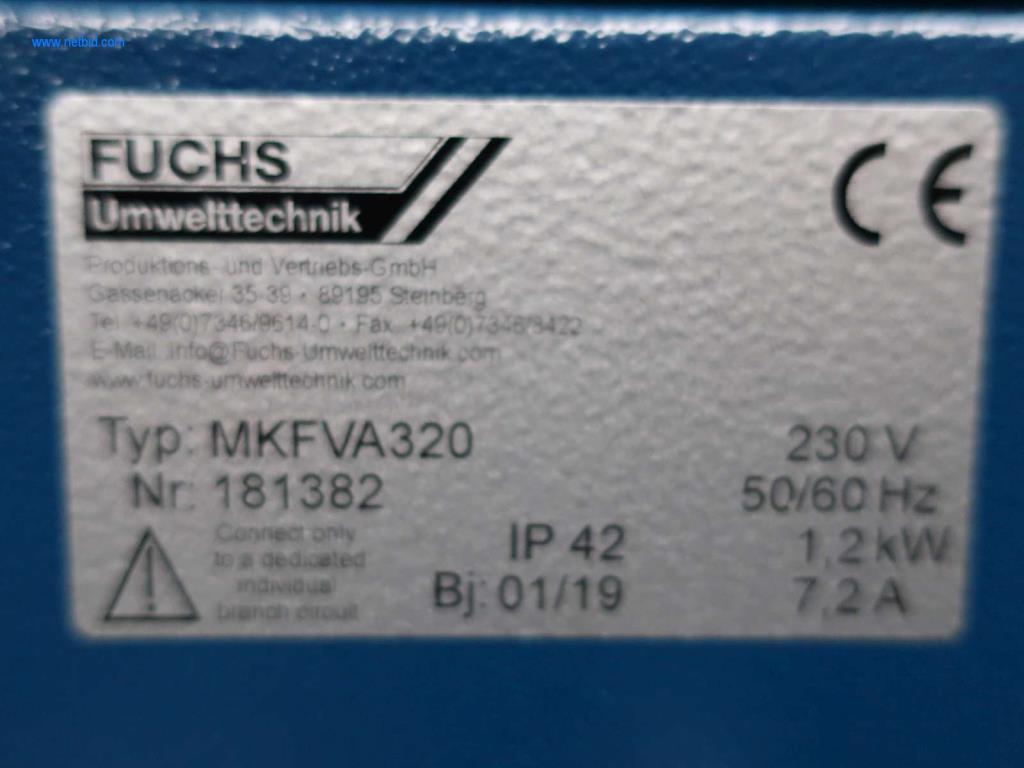 www.netbid.com
FUCHS
Umwelttechnik
Produktions- und Vertriebs-GmbH
Gassenäcker 35-39 • 89195 Steinberg
Tel. +49(0)7346/9614-0 • Fax. +49(0)7346/8422
E-Mail: info@Fuchs-Umwelttechnik.com
www.fuchs-umwelttechnik.com
CE
Typ: MKFVA320
230 V
Nr: 181382
50/60 Hz
Connect only
to a dedicated
individual
branch circuit
IP 42
1,2 kW
Bj: 01/19
7,2 A